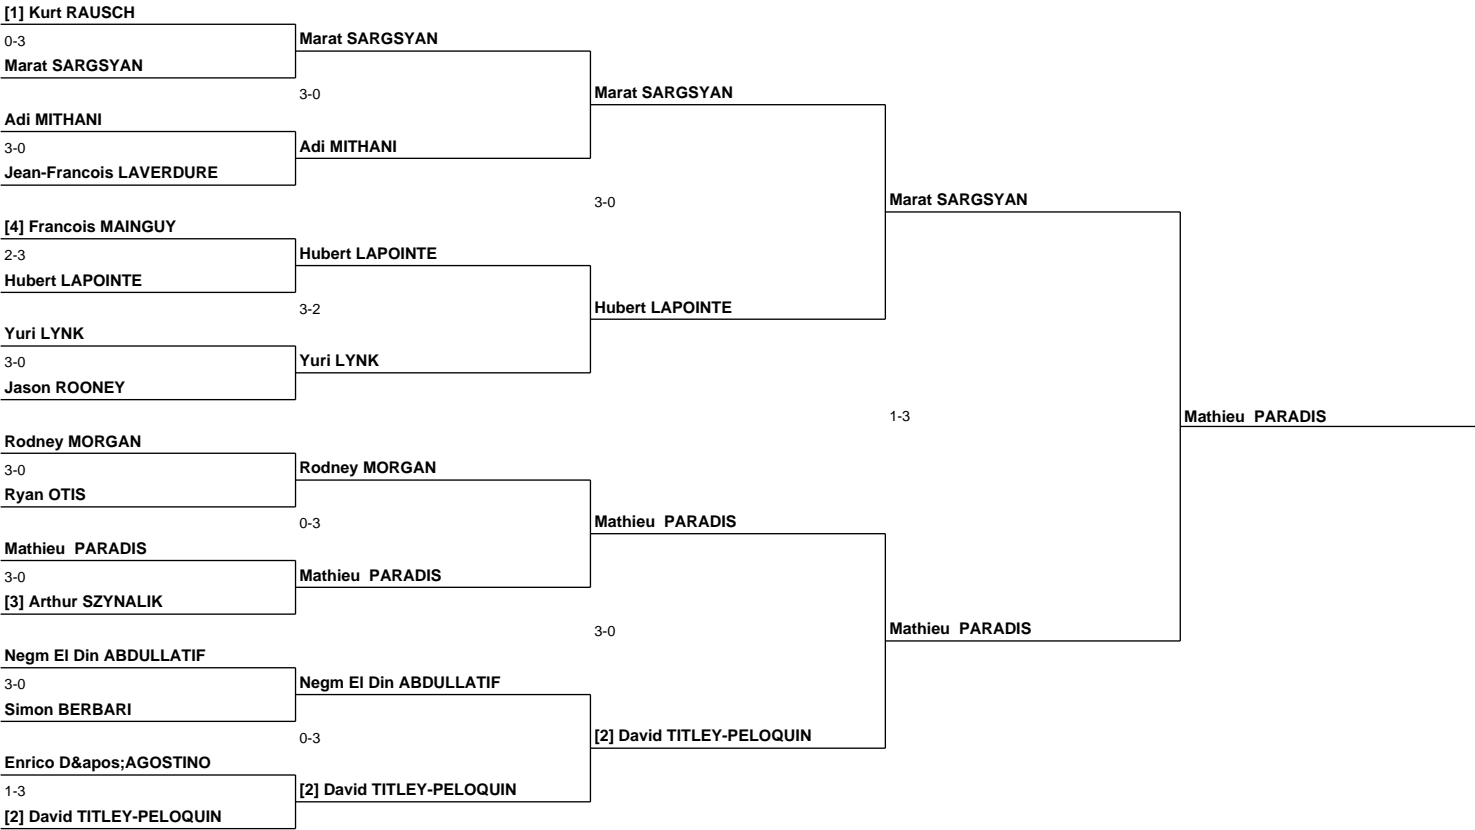 [1] Kurt RAUSCH
0-3
Marat SARGSYAN
Adi MITHANI
3-0
Jean-Francois LAVERDURE
[4] Francois MAINGUY
2-3
Hubert LAPOINTE
Yuri LYNK
3-0
Jason ROONEY
Rodney MORGAN
3-0
Ryan OTIS
Mathieu  PARADIS
3-0
[3] Arthur SZYNALIK
Negm El Din ABDULLATIF
3-0
Simon BERBARI
Enrico D&apos;AGOSTINO
1-3
[2] David TITLEY-PELOQUIN
Marat SARGSYAN
3-0
Adi MITHANI
Hubert LAPOINTE
3-2
Yuri LYNK
Rodney MORGAN
0-3
Mathieu  PARADIS
Negm El Din ABDULLATIF
0-3
[2] David TITLEY-PELOQUIN
Marat SARGSYAN
3-0
Hubert LAPOINTE
Mathieu  PARADIS
3-0
[2] David TITLEY-PELOQUIN
Marat SARGSYAN
1-3
Mathieu  PARADIS
Mathieu  PARADIS